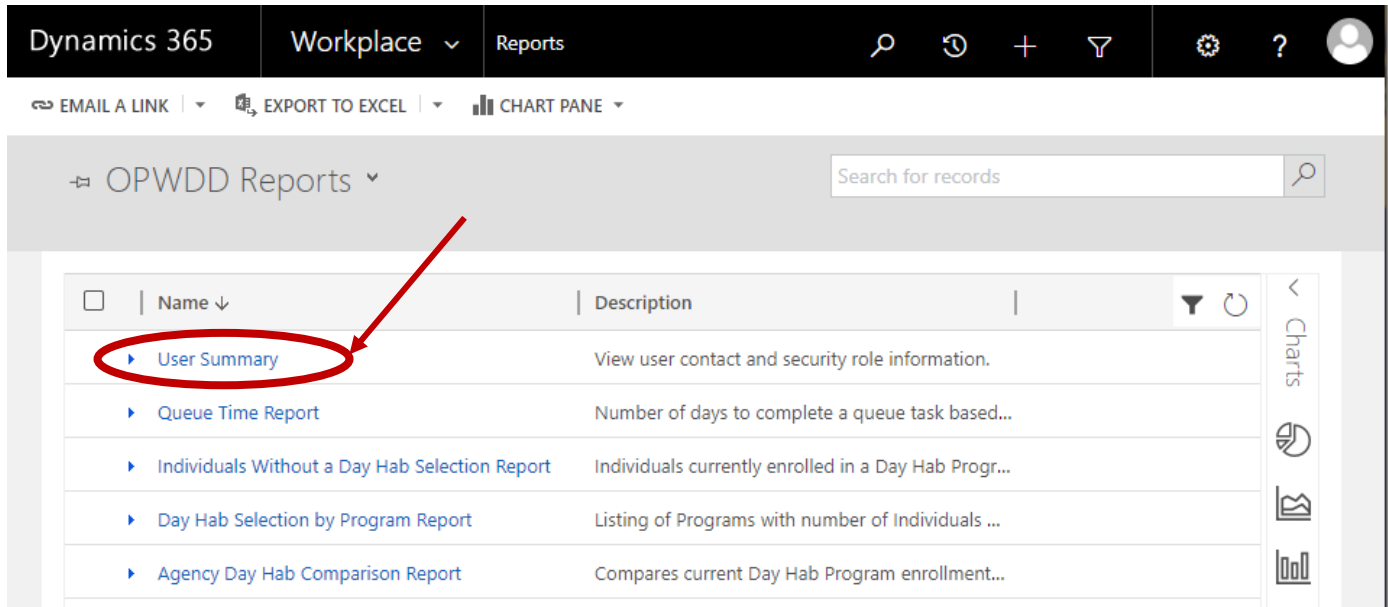 Dynamics 365 Workplace Reports ?
EMAIL A LINK EXPORT TO EXCEL CHART PANE
OPWDD Reports Search for records
Name Description
User Summary View user contact and security role information.
Queue Time Report Number of days to complete a queue task based...
Individuals Without a Day Hab Selection Report Individuals currently enrolled in a Day Hab Progr...
Day Hab Selection by Program Report Listing of Programs with number of Individuals ...
Agency Day Hab Comparison Report Compares current Day Hab Program enrollment...
Charts